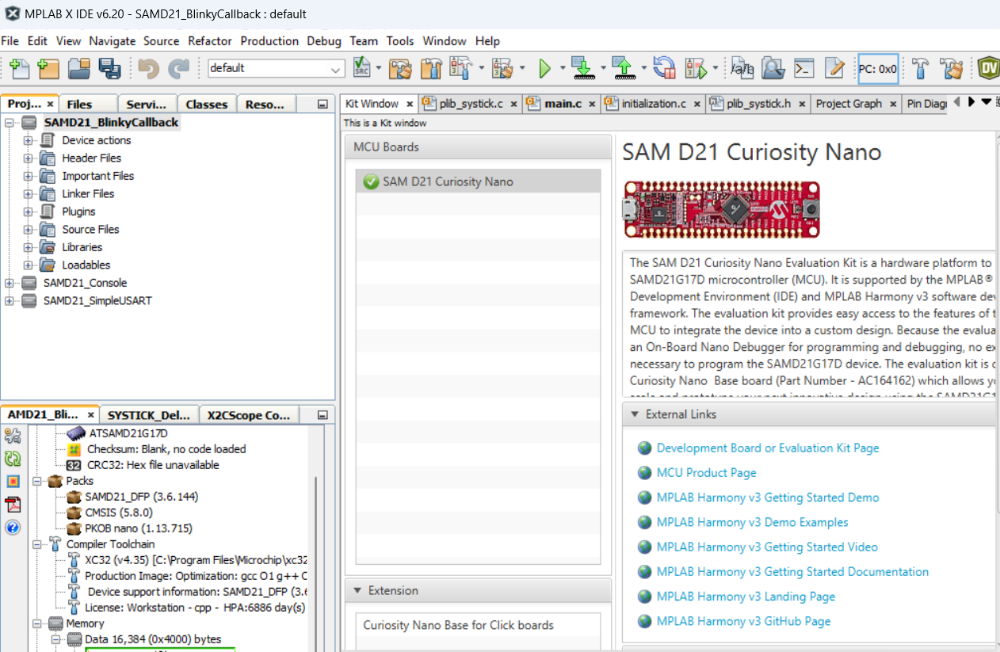 MPLAB X IDE v6.20 - SAMD21_BlinkyCallback : default
File Edit View Navigate Source Refactor Production Debug Team Tools Window Help
default
SRC
PC: 0x0
DV
Proj... × Files Servi... Classes Reso...
SAMD21_BlinkyCallback
Device actions
Header Files
Important Files
Linker Files
Plugins
Source Files
Libraries
Loadables
SAMD21_Console
SAMD21_SimpleUSART
AMD21_Bli... × SYSTICK_Del... X2CScope Co...
ATSAMD21G17D
Checksum: Blank, no code loaded
32 CRC32: Hex file unavailable
Packs
SAMD21_DFP (3.6.144)
CMSIS (5.8.0)
PKOB nano (1.13.715)
Compiler Toolchain
XC32 (v4.35) [C:\Program Files\Microchip\xc32
Production Image: Optimization: gcc O1 g++ C
Device support information: SAMD21_DFP (3.6
License: Workstation - cpp - HPA:6886 day(s)
Memory
Data 16,384 (0x4000) bytes
Kit Window × plib_systick.c × main.c × initialization.c × plib_systick.h × Project Graph × Pin Diag
This is a Kit window
MCU Boards
SAM D21 Curiosity Nano
Extension
Curiosity Nano Base for Click boards
SAM D21 Curiosity Nano
The SAM D21 Curiosity Nano Evaluation Kit is a hardware platform to
SAMD21G17D microcontroller (MCU). It is supported by the MPLAB®
Development Environment (IDE) and MPLAB Harmony v3 software dev
framework. The evaluation kit provides easy access to the features of t
MCU to integrate the device into a custom design. Because the evalua
an On-Board Nano Debugger for programming and debugging, no ex
necessary to program the SAMD21G17D device. The evaluation kit is c
Curiosity Nano Base board (Part Number - AC164162) which allows y
scale and prototype your next innovative design using the SAMD21G1
External Links
Development Board or Evaluation Kit Page
MCU Product Page
MPLAB Harmony v3 Getting Started Demo
MPLAB Harmony v3 Demo Examples
MPLAB Harmony v3 Getting Started Video
MPLAB Harmony v3 Getting Started Documentation
MPLAB Harmony v3 Landing Page
MPLAB Harmony v3 GitHub Page